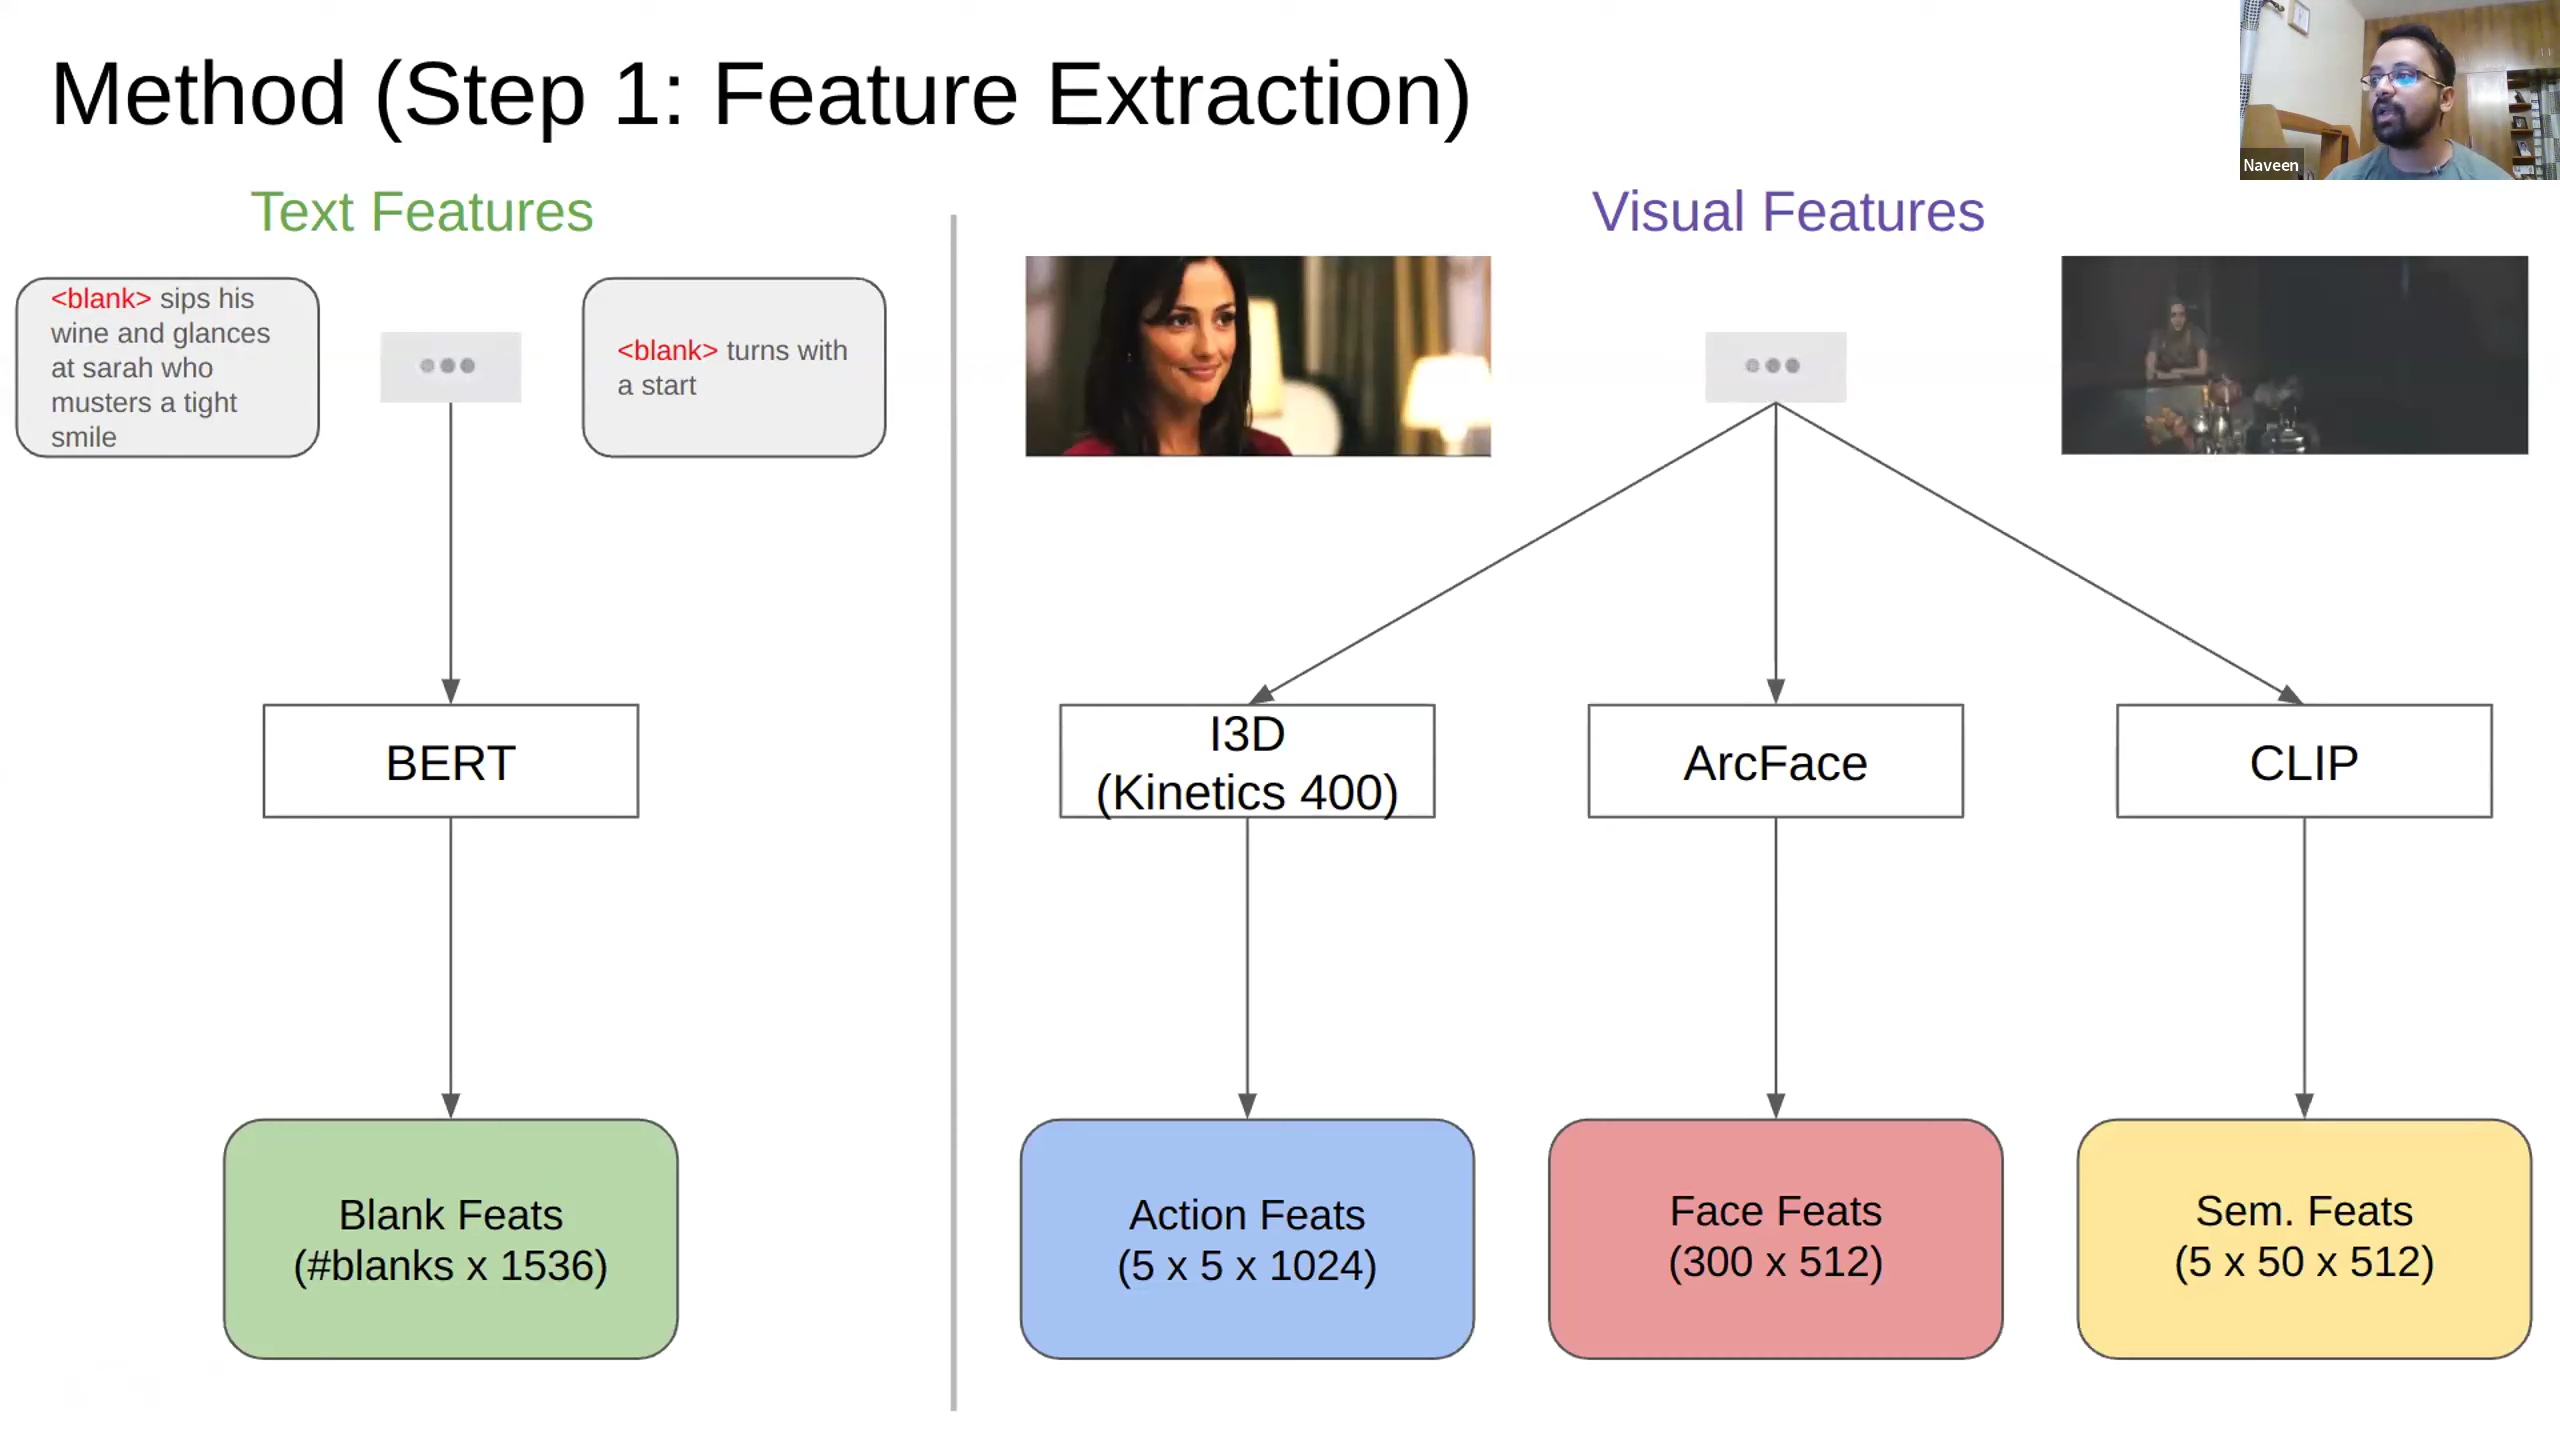 Method (Step 1: Feature Extraction)
Naveen
Text Features
<blank> sips his
wine and glances
at sarah who
musters a tight
smile
<blank> turns with
a start
BERT
Blank Feats
(#blanks x 1536)
Visual Features
I3D
(Kinetics 400)
ArcFace
CLIP
Action Feats
(5 x 5 x 1024)
Face Feats
(300 x 512)
Sem. Feats
(5 x 50 x 512)